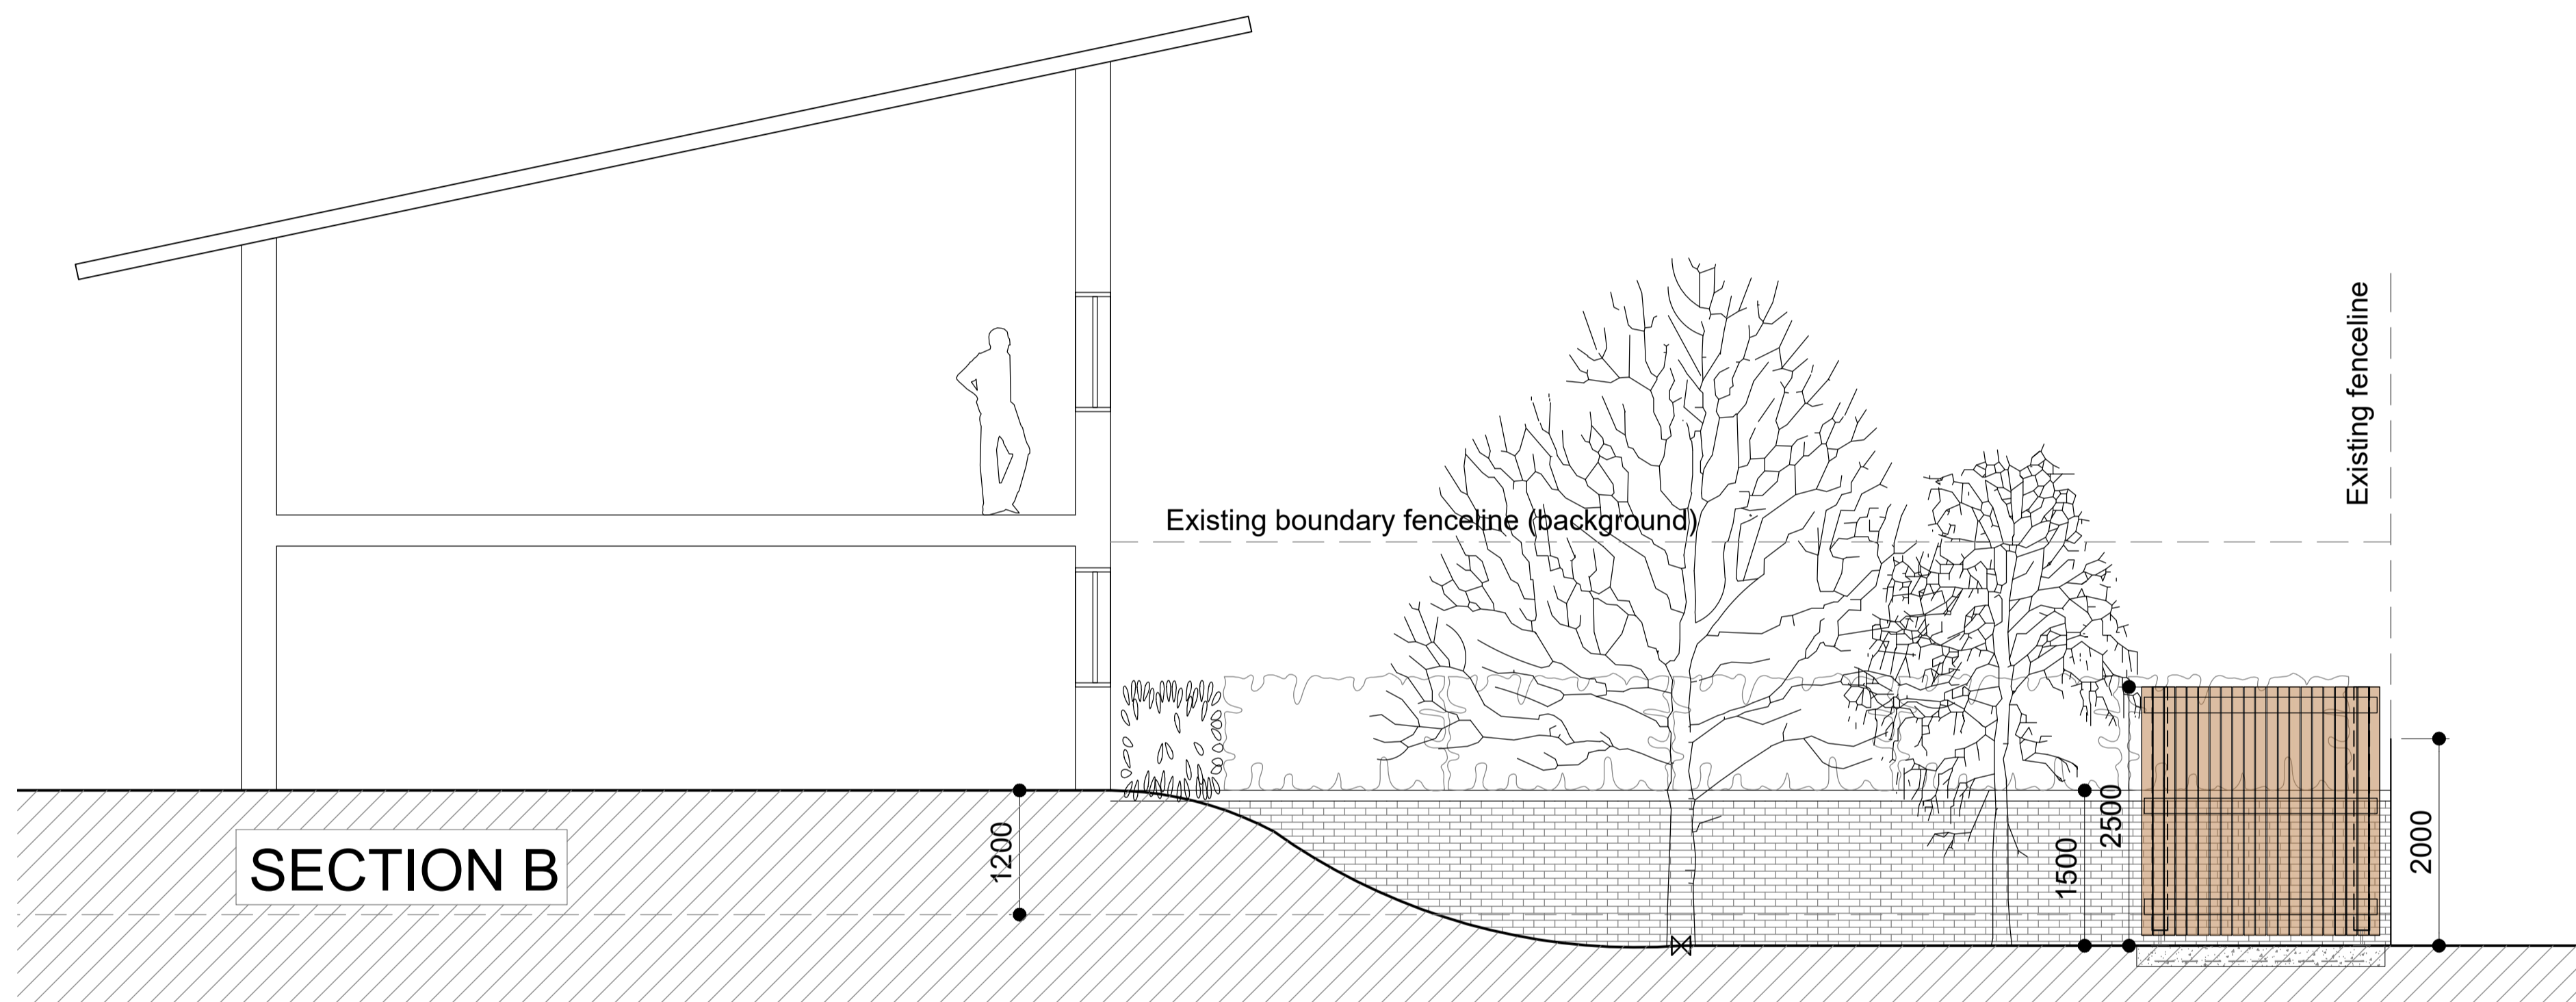 Existing fenceline
Existing boundary fenceline (background)
SECTION B
1200
1500
2500
2000